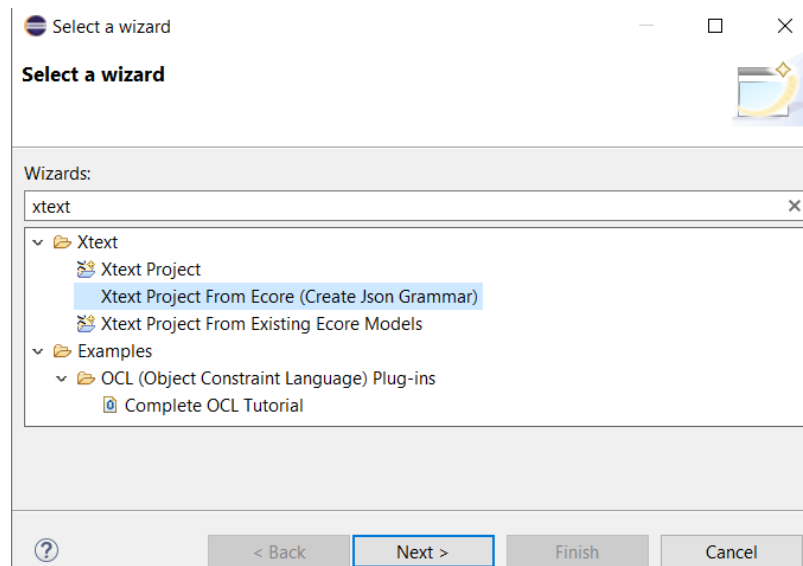 Select a wizard
Select a wizard
Wizards:
xtext
Xtext
Xtext Project
Xtext Project From Ecore (Create Json Grammar)
Xtext Project From Existing Ecore Models
Examples
OCL (Object Constraint Language) Plug-ins
Complete OCL Tutorial
? < Back Next > Finish Cancel